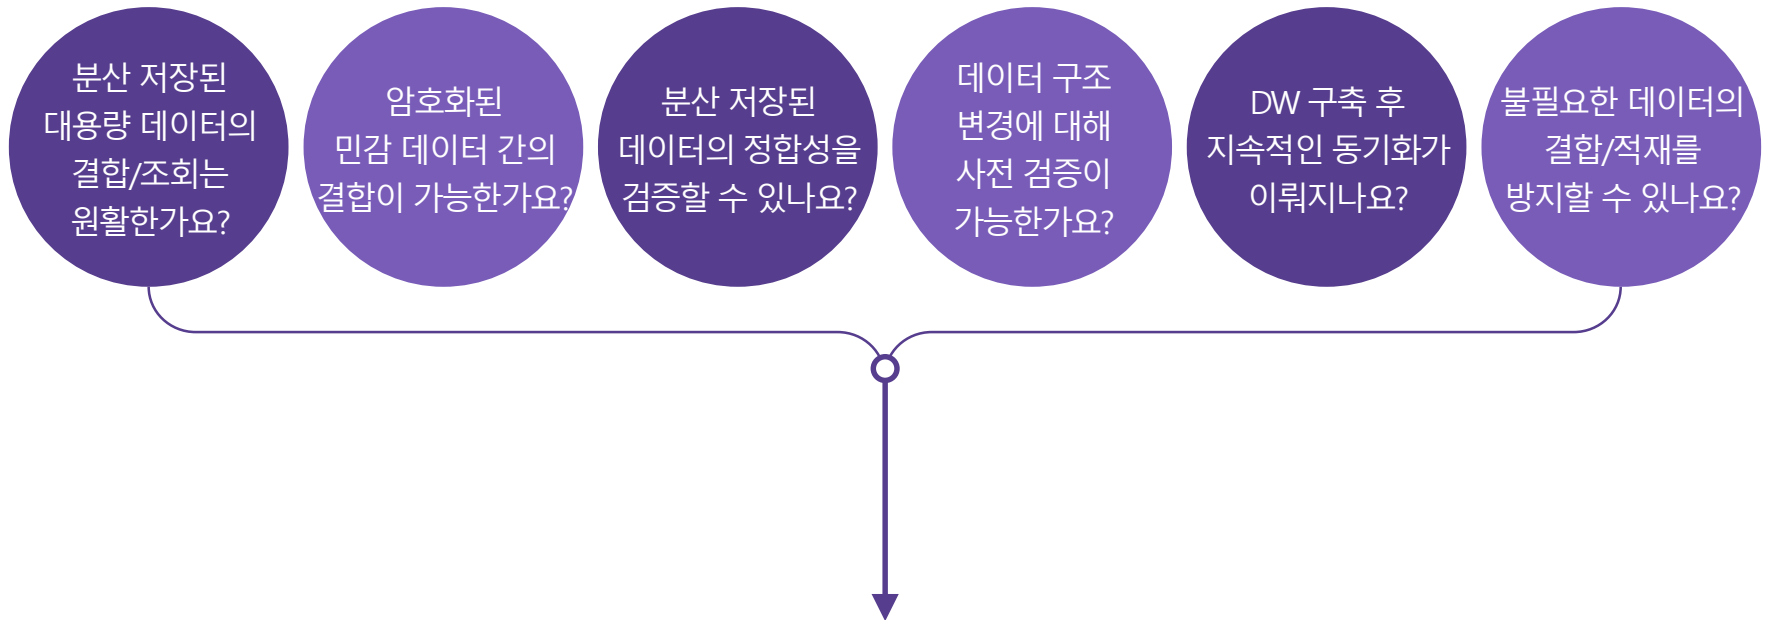 분산 저장된
대용량 데이터의
결합/조회는
원활한가요?
암호화된
민감 데이터 간의
결합이 가능한가요?
분산 저장된
데이터의 정합성을
검증할 수 있나요?
데이터 구조
변경에 대해
사전 검증이
가능한가요?
DW 구축 후
지속적인 동기화가
이뤄지나요?
불필요한 데이터의
결합/적재를
방지할 수 있나요?